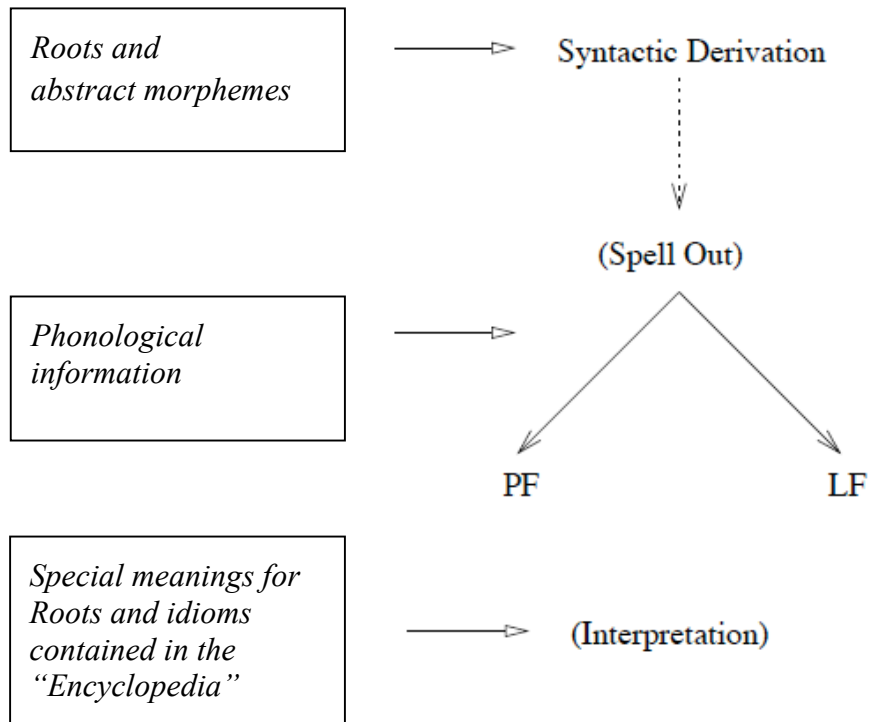 Roots and
abstract morphemes
Syntactic Derivation
(Spell Out)
Phonological
information
PF
LF
Special meanings for
Roots and idioms
contained in the
“Encyclopedia”
(Interpretation)